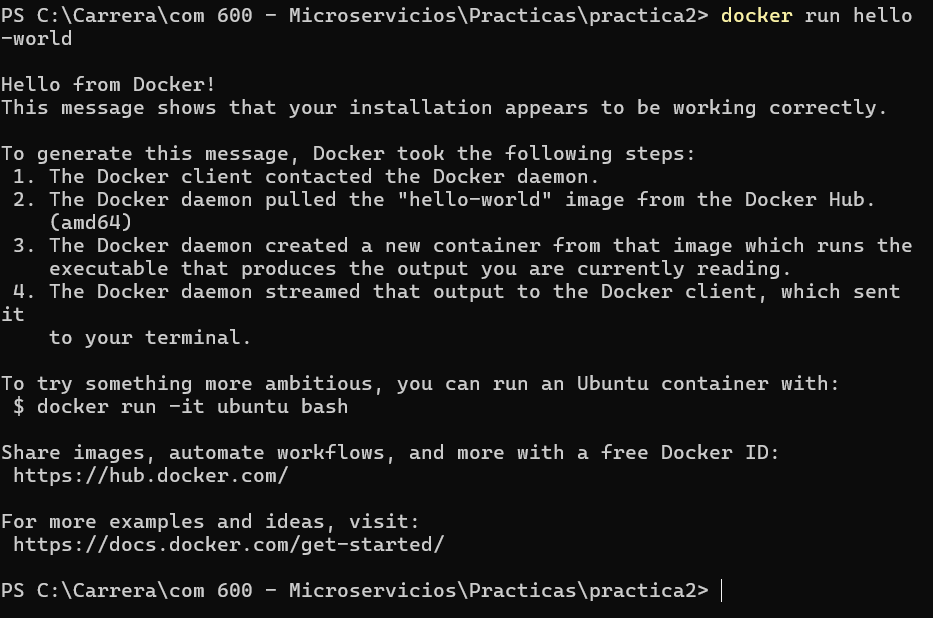 PS C:\Carrera\com 600 - Microservicios\Practicas\practica2> docker run hello
-world

Hello from Docker!
This message shows that your installation appears to be working correctly.

To generate this message, Docker took the following steps:
 1. The Docker client contacted the Docker daemon.
 2. The Docker daemon pulled the "hello-world" image from the Docker Hub.
    (amd64)
 3. The Docker daemon created a new container from that image which runs the
    executable that produces the output you are currently reading.
 4. The Docker daemon streamed that output to the Docker client, which sent
it
    to your terminal.

To try something more ambitious, you can run an Ubuntu container with:
 $ docker run -it ubuntu bash

Share images, automate workflows, and more with a free Docker ID:
 https://hub.docker.com/

For more examples and ideas, visit:
 https://docs.docker.com/get-started/

PS C:\Carrera\com 600 - Microservicios\Practicas\practica2>